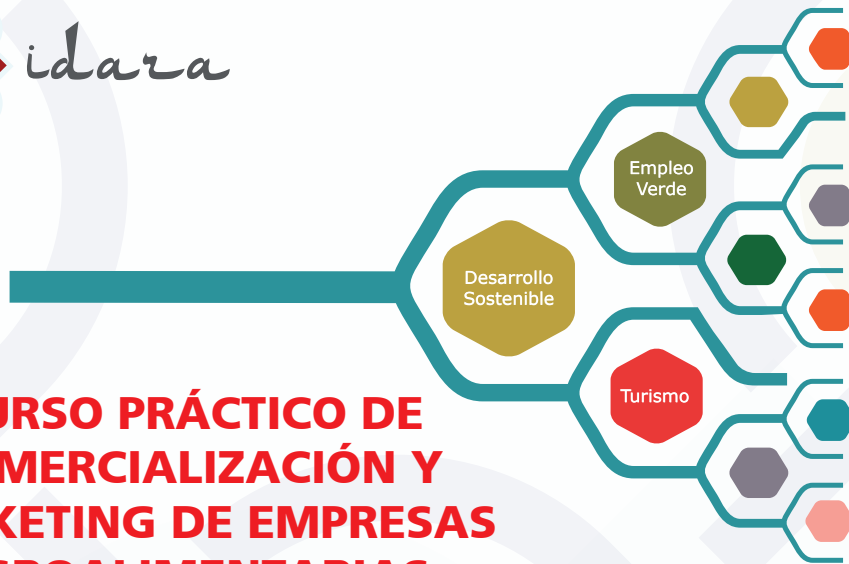 idara
Empleo
Verde
Desarrollo
Sostenible
Turismo
URSO PRÁCTICO DE
MERCIALIZACIÓN Y
KETING DE EMPRESAS